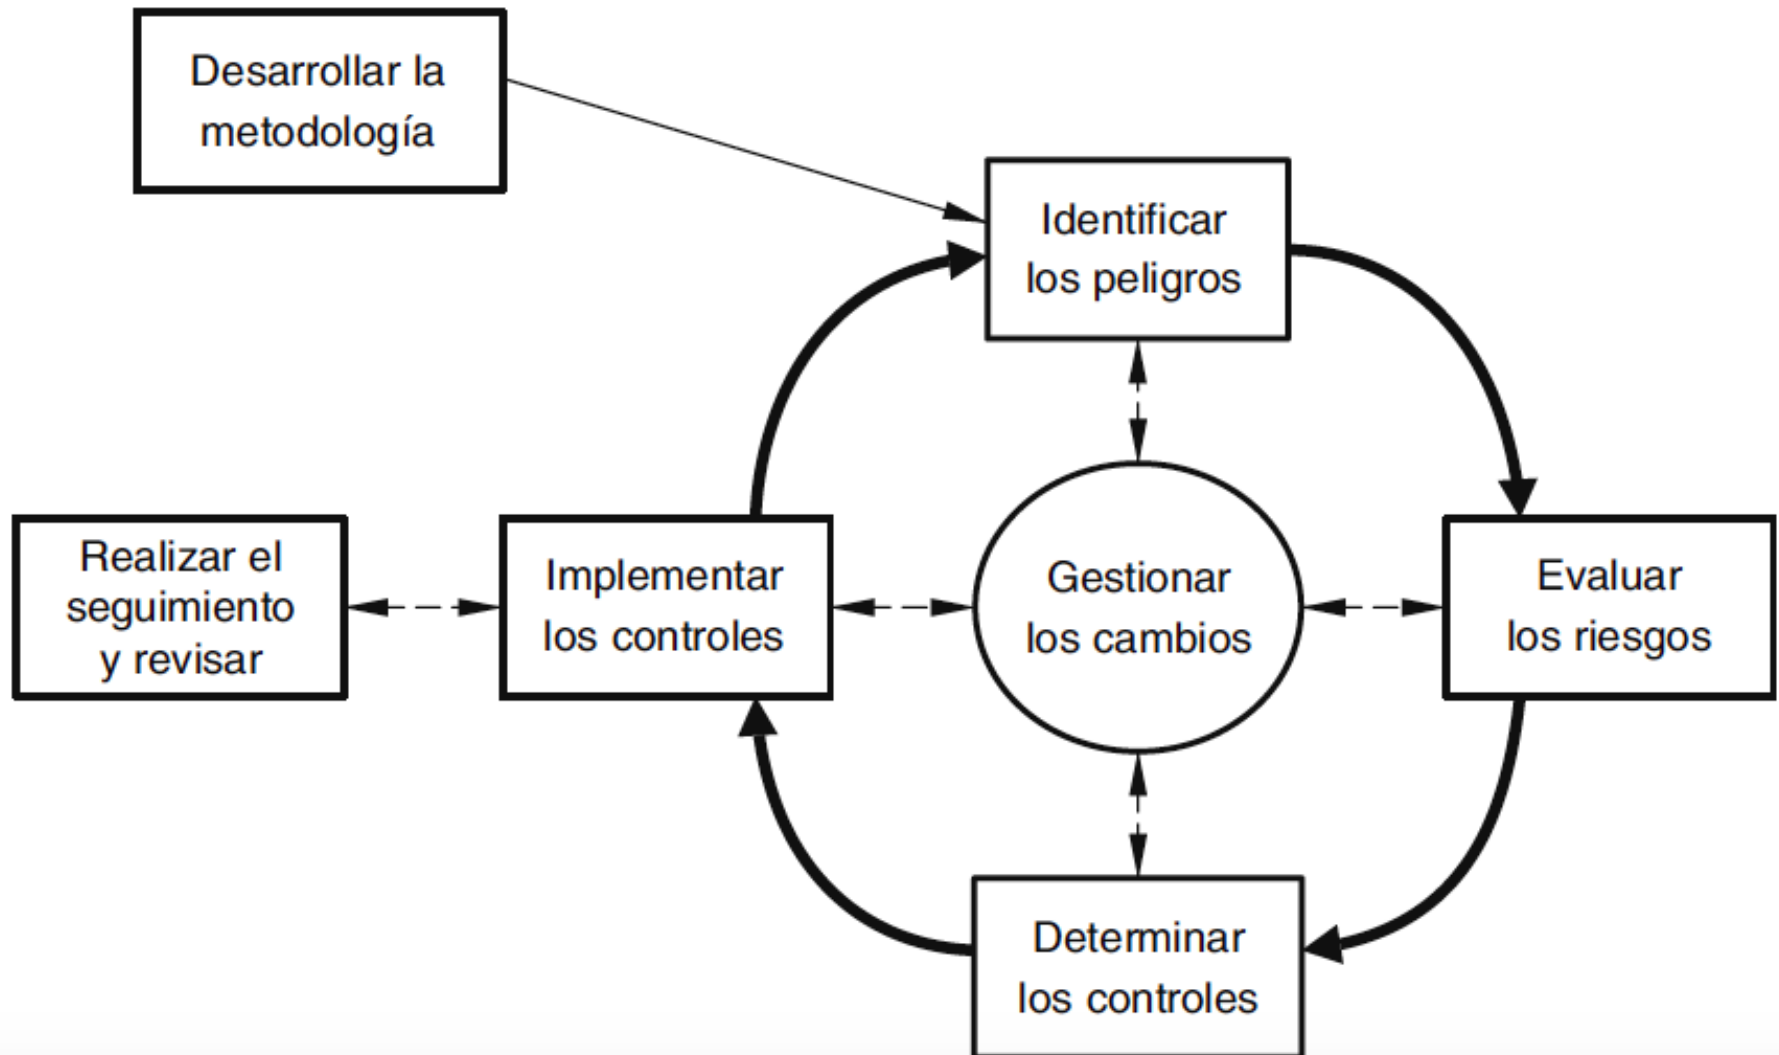 Desarrollar la
metodología
Identificar
los peligros
Realizar el
seguimiento
y revisar
Implementar
los controles
Gestionar
los cambios
Evaluar
los riesgos
Determinar
los controles